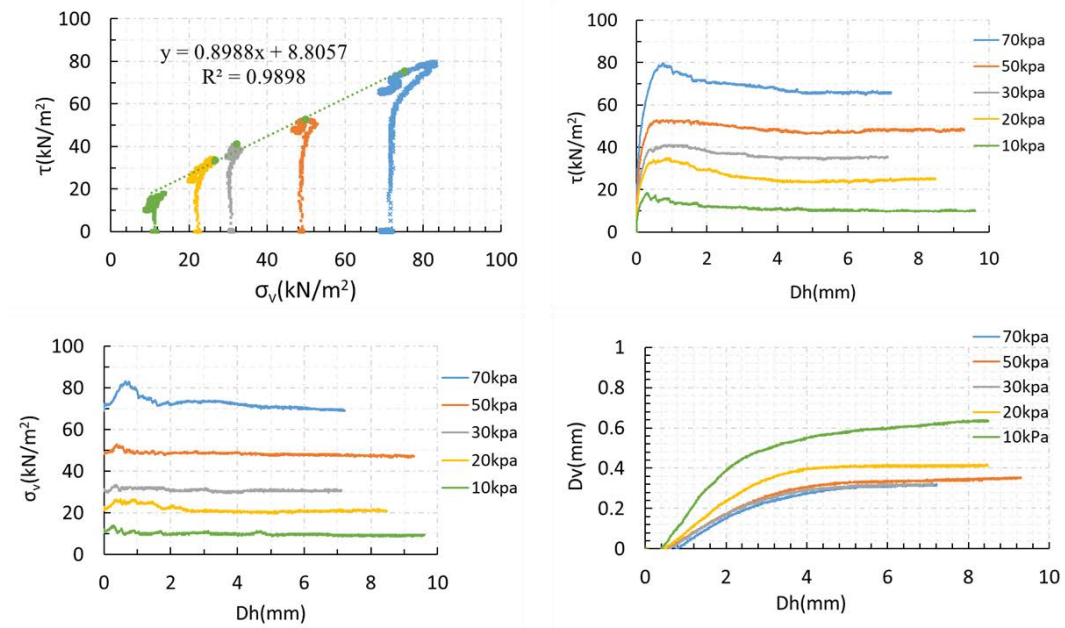 100
80
60
40
20
0
τ(kN/m²)
y = 0.8988x + 8.8057
R² = 0.9898
0 20 40 60 80 100
σᵥ(kN/m²)
100
80
60
40
20
0
τ(kN/m²)
0 2 4 6 8 10
Dh(mm)
70kpa
50kpa
30kpa
20kpa
10kpa
100
80
60
40
20
0
σᵥ(kN/m²)
0 2 4 6 8 10
Dh(mm)
70kpa
50kpa
30kpa
20kpa
10kpa
1
0.8
0.6
0.4
0.2
0
Dv(mm)
0 2 4 6 8 10
Dh(mm)
70kpa
50kpa
30kpa
20kpa
10kPa